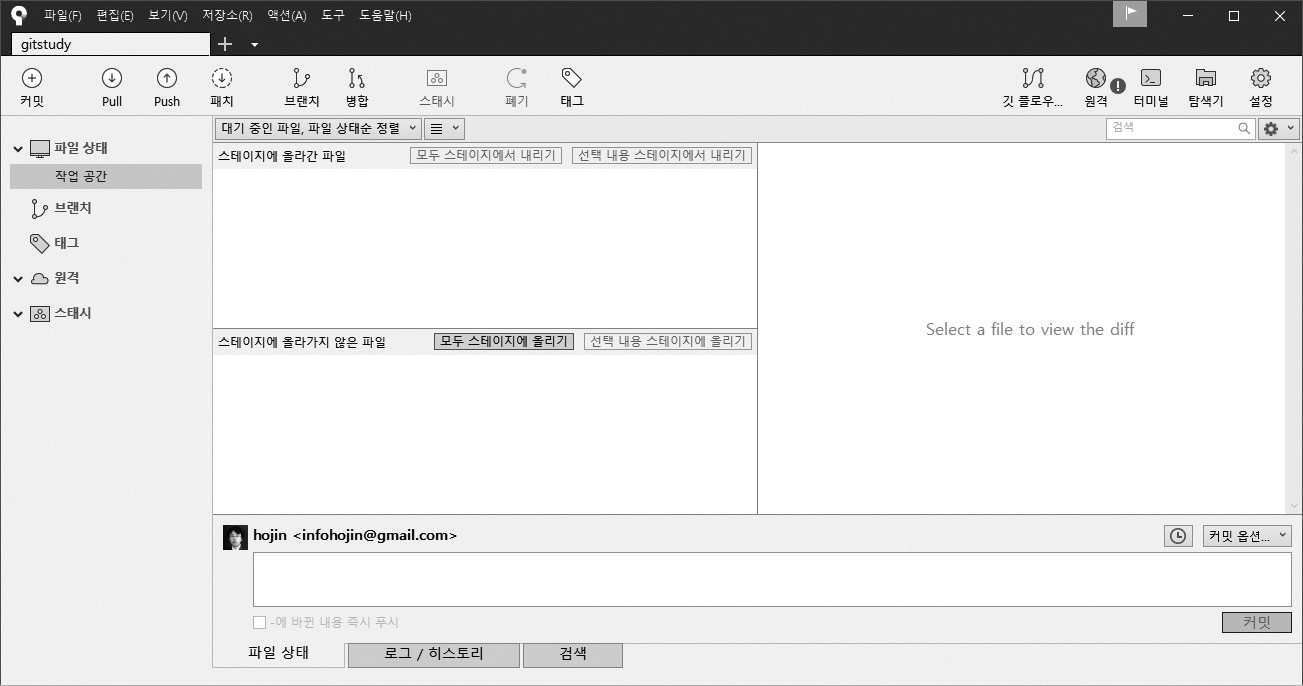 파일(F) 편집(E) 보기(V) 저장소(R) 액션(A) 도구 도움말(H)
gitstudy
커밋 Pull Push 패치 브랜치 병합 스태시 폐기 태그 깃 플로우... 원격 터미널 탐색기 설정
대기 중인 파일, 파일 상태순 정렬 검색
파일 상태
작업 공간
브랜치
태그
원격
스태시
스테이지에 올라간 파일 모두 스테이지에서 내리기 선택 내용 스테이지에서 내리기
스테이지에 올라가지 않은 파일 모두 스테이지에 올리기 선택 내용 스테이지에 올리기
Select a file to view the diff
hojin <infohojin@gmail.com> 커밋 옵션...
-에 바뀐 내용 즉시 푸시 커밋
파일 상태 로그 / 히스토리 검색